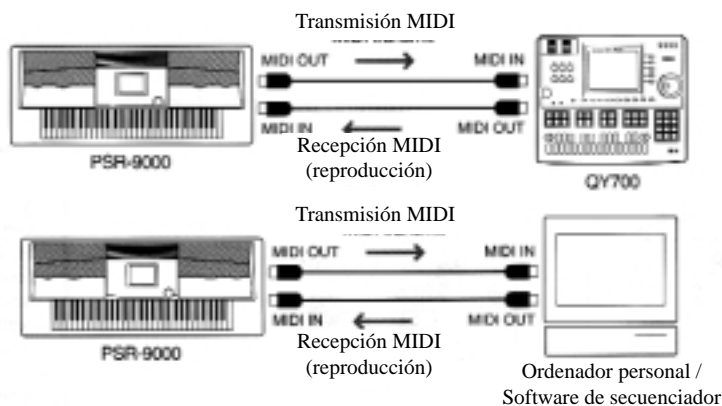 Transmisión MIDI
MIDI OUT MIDI IN
MIDI IN MIDI OUT
Recepción MIDI
(reproducción)
PSR-9000
QY700
Transmisión MIDI
MIDI OUT MIDI IN
MIDI IN MIDI OUT
Recepción MIDI
(reproducción)
PSR-9000
Ordenador personal /
Software de secuenciador